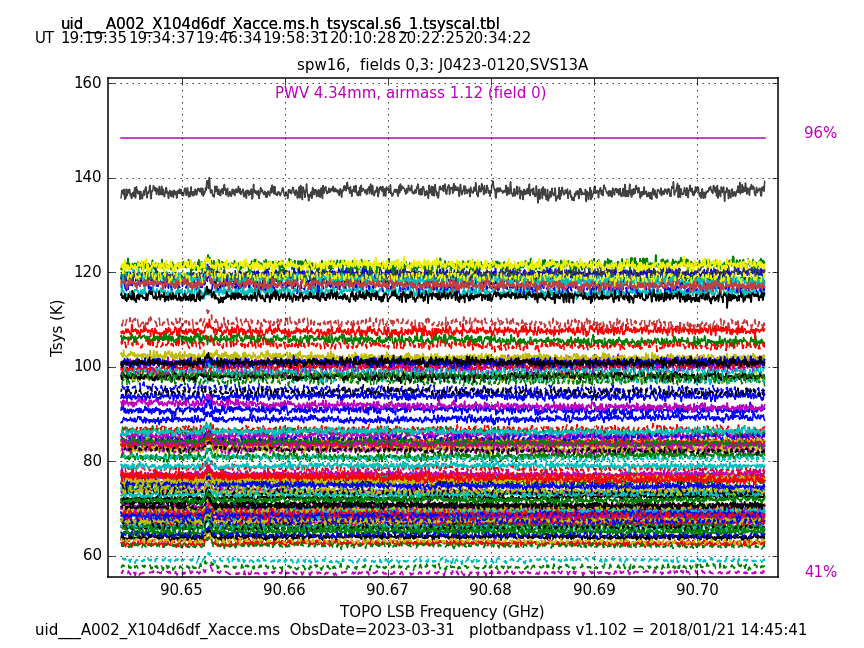 uid___A002_X104d6df_Xacce.ms.h_tsyscal.s6_1.tsyscal.tbl
UT 19:19:35 19:34:37 19:46:34 19:58:31 20:10:28 20:22:25 20:34:22
spw16,  fields 0,3: J0423-0120,SVS13A
160
PWV 4.34mm, airmass 1.12 (field 0)
96%
140
120
Tsys (K)
100
80
60
41%
90.65 90.66 90.67 90.68 90.69 90.70
TOPO LSB Frequency (GHz)
uid___A002_X104d6df_Xacce.ms  ObsDate=2023-03-31   plotbandpass v1.102 = 2018/01/21 14:45:41